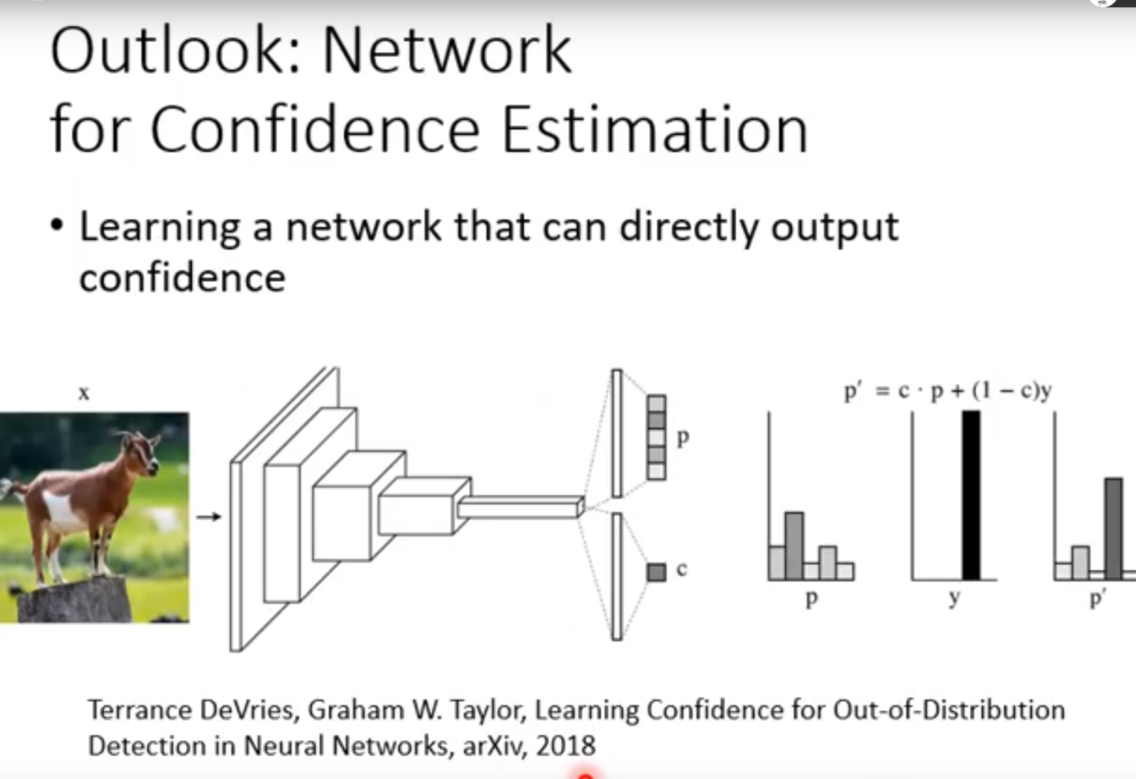 Outlook: Network
for Confidence Estimation
• Learning a network that can directly output
confidence
x
p
c
p′ = c · p + (1 – c)y
p
y
p′
Terrance DeVries, Graham W. Taylor, Learning Confidence for Out-of-Distribution
Detection in Neural Networks, arXiv, 2018